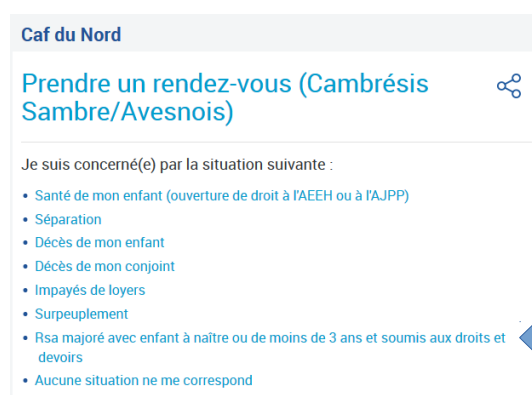 Caf du Nord
Prendre un rendez-vous (Cambrésis
Sambre/Avesnois)
Je suis concerné(e) par la situation suivante :
• Santé de mon enfant (ouverture de droit à l'AEEH ou à l'AJPP)
• Séparation
• Décès de mon enfant
• Décès de mon conjoint
• Impayés de loyers
• Surpeuplement
• Rsa majoré avec enfant à naître ou de moins de 3 ans et soumis aux droits et
devoirs
• Aucune situation ne me correspond